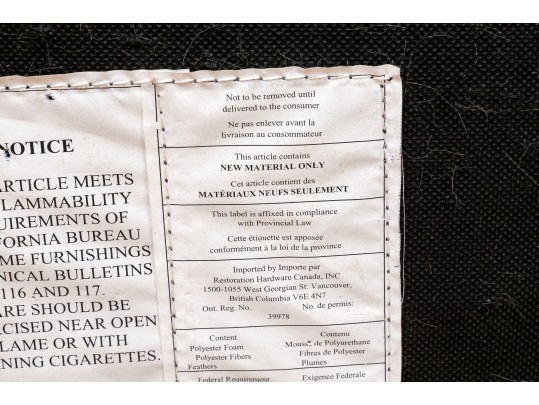 NOTICE
ARTICLE MEETS
LAMMABILITY
UIREMENTS OF
FORNIA BUREAU
ME FURNISHINGS
NICAL BULLETINS
116 AND 117.
ARE SHOULD BE
RCISED NEAR OPEN
LAME OR WITH
NING CIGARETTES.
Not to be removed until
delivered to the consumer
Ne pas enlever avant la
livraison au consommateur
This article contains
NEW MATERIAL ONLY
Cet article contient des
MATÉRIAUX NEUFS SEULEMENT
This label is affixed in compliance
with Provincial Law
Cette étiquette est apposée
conformément à la loi de la province
Imported by Importe par
Restoration Hardware Canada, INC
1500-1055 West Georgian St. Vancouver,
British Columbia V6E 4N7
Ont. Reg. No. No. de permis:
39978
Content Contenu
Polyester Foam Mousse de Polyurethane
Polyester Fibers Fibres de Polyester
Feathers Plumes
Federal Requirement Exigence Federale